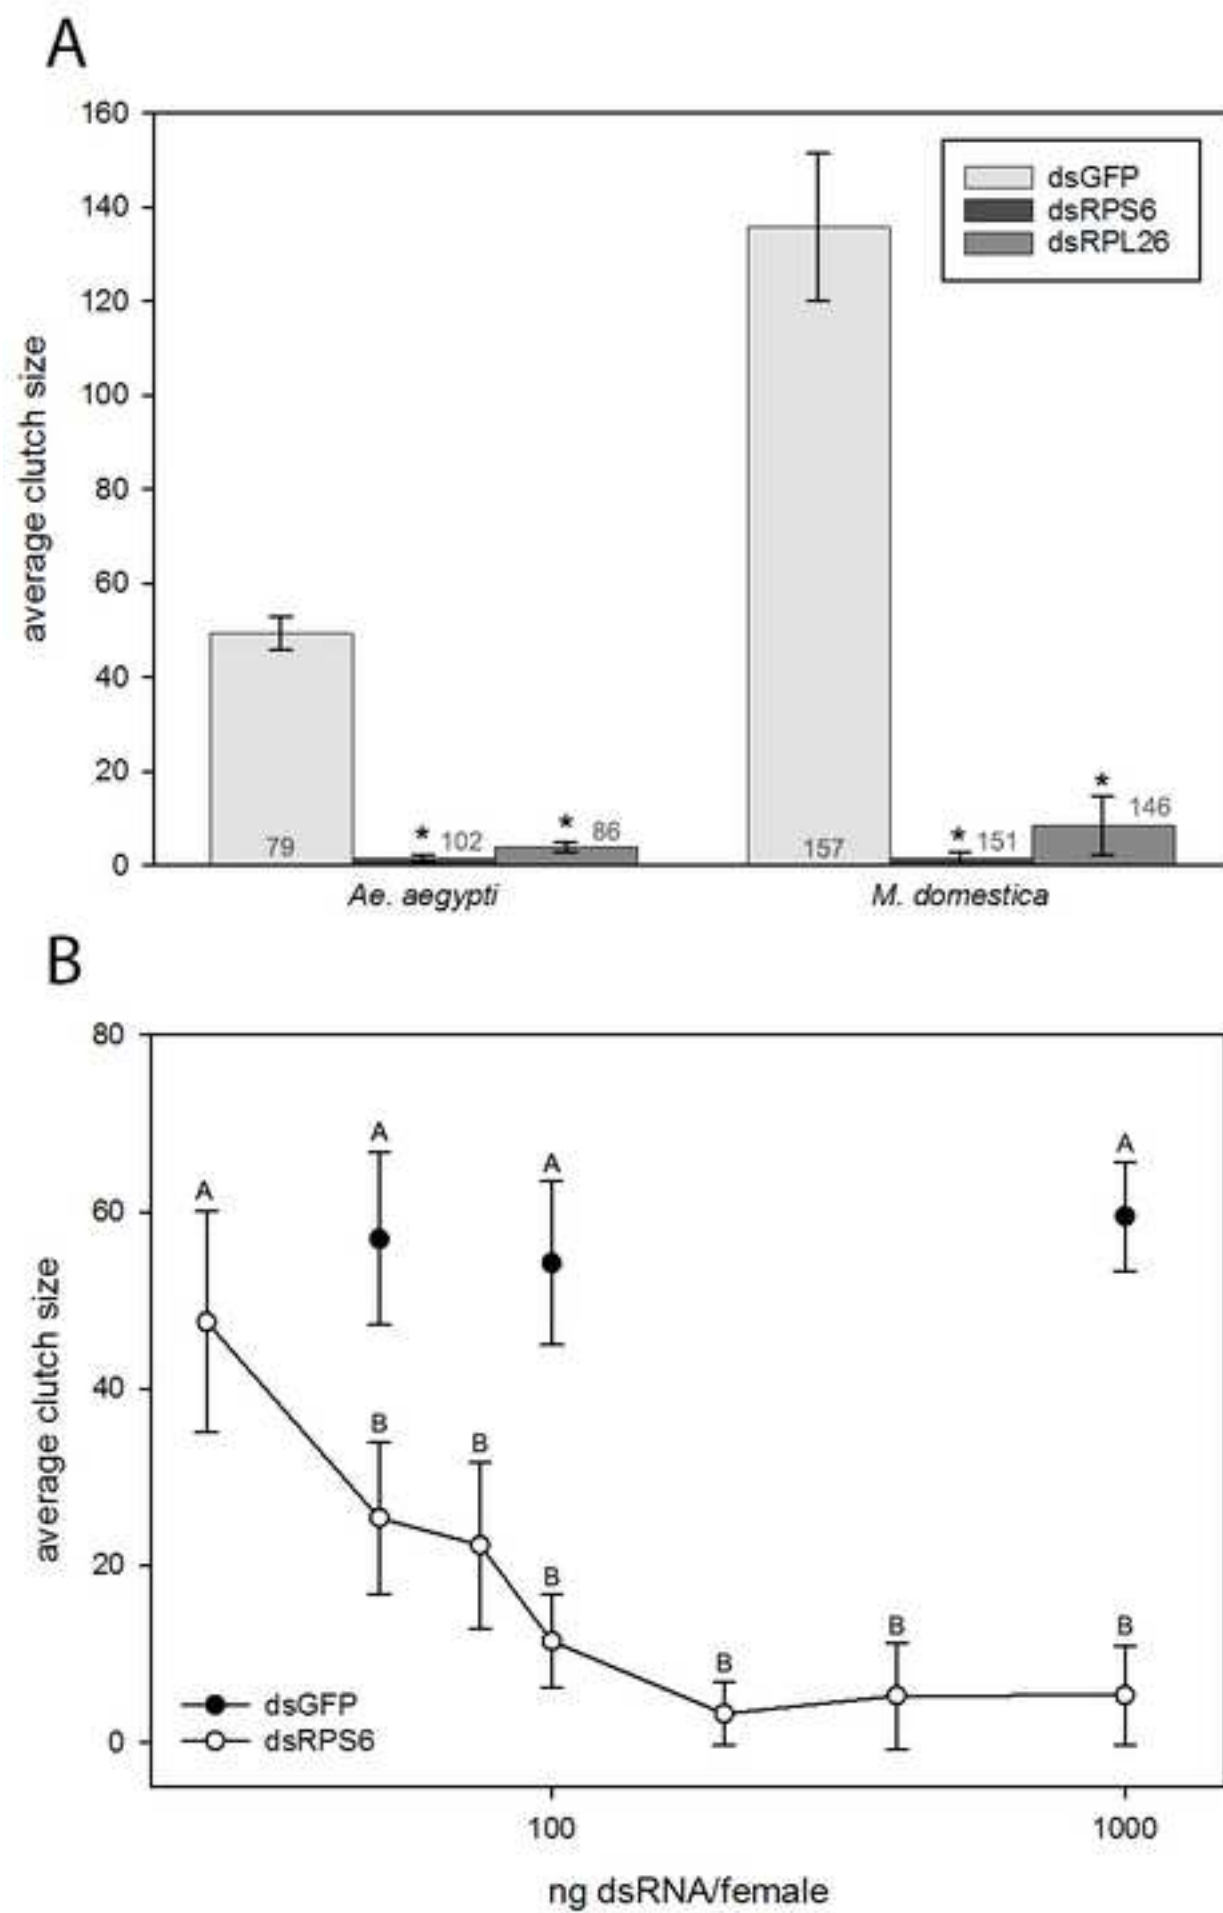 A
160
140
120
100
80
60
40
20
0
average clutch size
dsGFP
dsRPS6
dsRPL26
79
*
102
*
86
157
*
151
*
146
Ae. aegypti
M. domestica
B
80
60
40
20
0
average clutch size
A
A
A
A
B
B
B
B
B
B
dsGFP
dsRPS6
100
1000
ng dsRNA/female